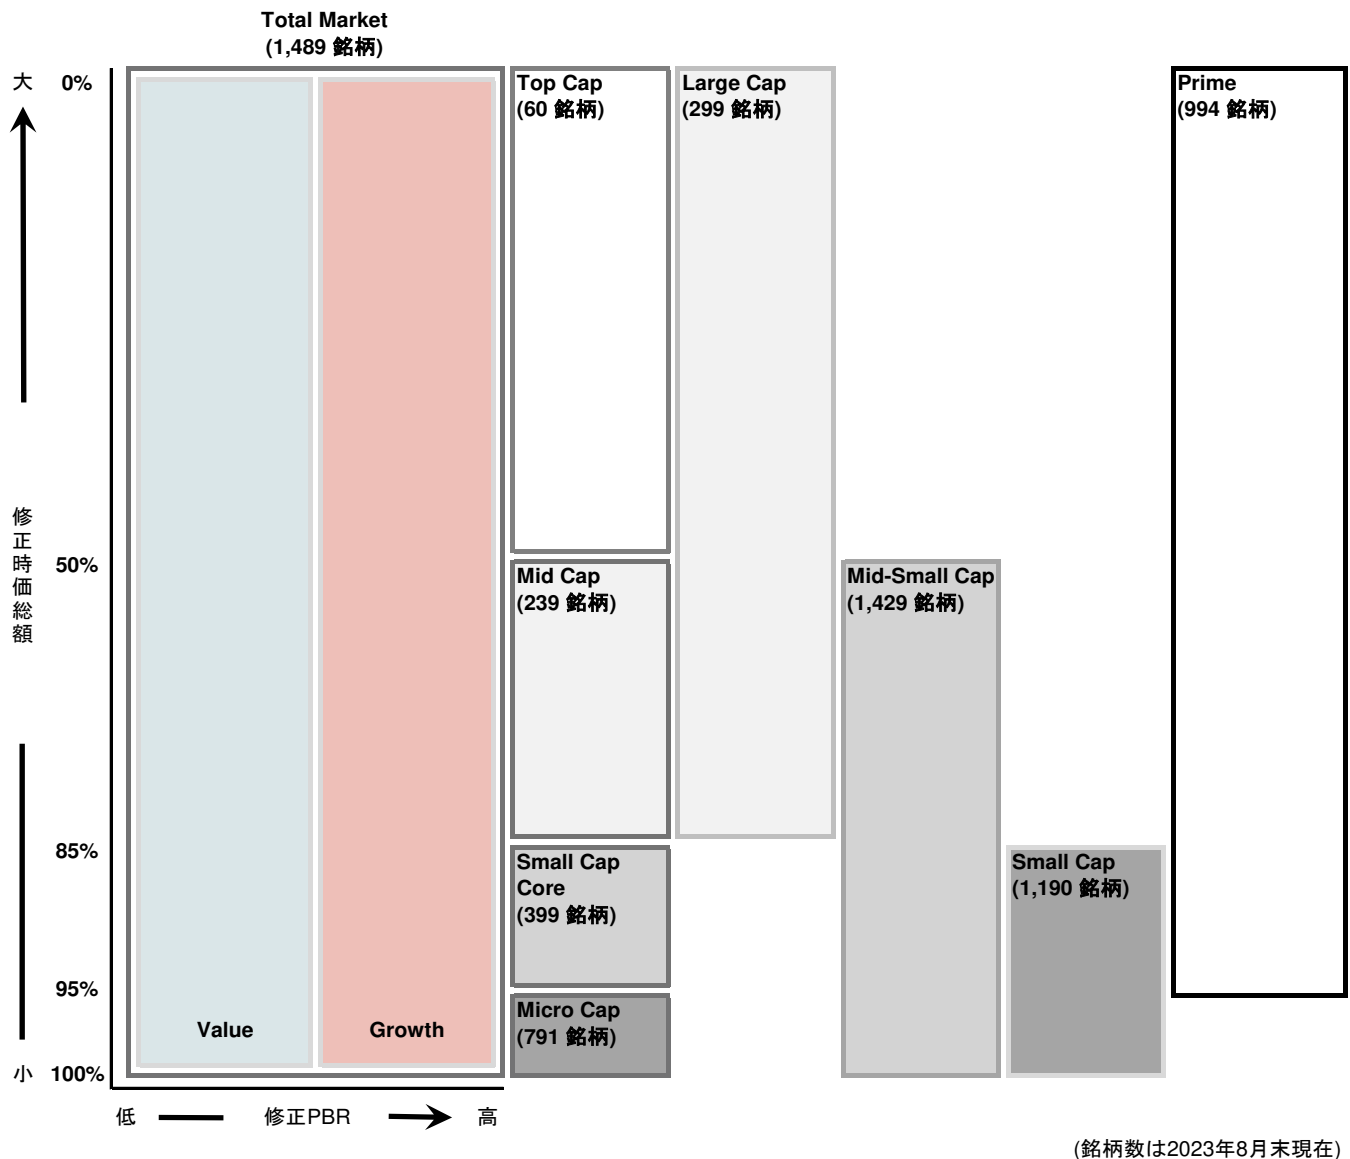 Total Market
(1,489 銘柄)
大
0%
Top Cap
(60 銘柄)
Large Cap
(299 銘柄)
Prime
(994 銘柄)
修正時価総額
50%
Mid Cap
(239 銘柄)
Mid-Small Cap
(1,429 銘柄)
85%
Small Cap
Core
(399 銘柄)
Small Cap
(1,190 銘柄)
95%
Micro Cap
(791 銘柄)
Value
Growth
小
100%
低
修正PBR
高
(銘柄数は2023年8月末現在)